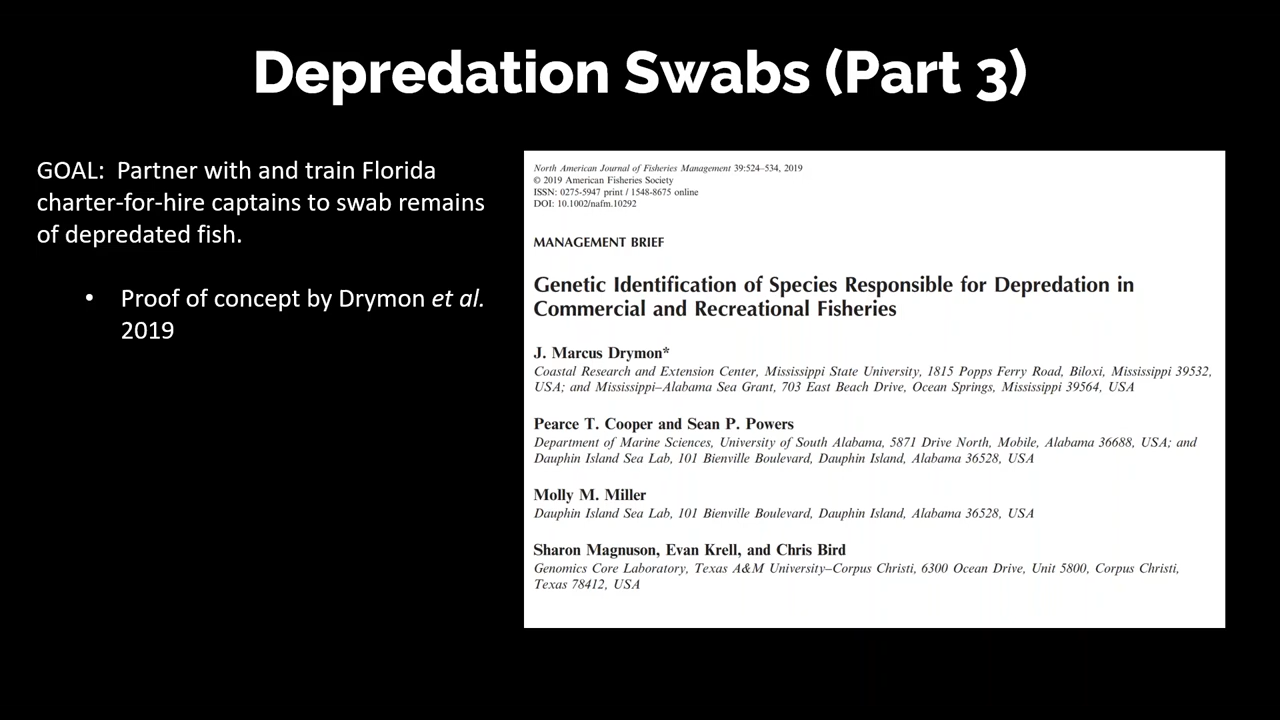 Depredation Swabs (Part 3)
GOAL:  Partner with and train Florida
charter-for-hire captains to swab remains
of depredated fish.
• Proof of concept by Drymon et al.
2019
North American Journal of Fisheries Management 39:524–534, 2019
© 2019 American Fisheries Society
ISSN: 0275-5947 print / 1548-8675 online
DOI: 10.1002/nafm.10292
MANAGEMENT BRIEF
Genetic Identification of Species Responsible for Depredation in
Commercial and Recreational Fisheries
J. Marcus Drymon*
Coastal Research and Extension Center, Mississippi State University, 1815 Popps Ferry Road, Biloxi, Mississippi 39532,
USA; and Mississippi–Alabama Sea Grant, 703 East Beach Drive, Ocean Springs, Mississippi 39564, USA
Pearce T. Cooper and Sean P. Powers
Department of Marine Sciences, University of South Alabama, 5871 Drive North, Mobile, Alabama 36688, USA; and
Dauphin Island Sea Lab, 101 Bienville Boulevard, Dauphin Island, Alabama 36528, USA
Molly M. Miller
Dauphin Island Sea Lab, 101 Bienville Boulevard, Dauphin Island, Alabama 36528, USA
Sharon Magnuson, Evan Krell, and Chris Bird
Genomics Core Laboratory, Texas A&M University–Corpus Christi, 6300 Ocean Drive, Unit 5800, Corpus Christi,
Texas 78412, USA